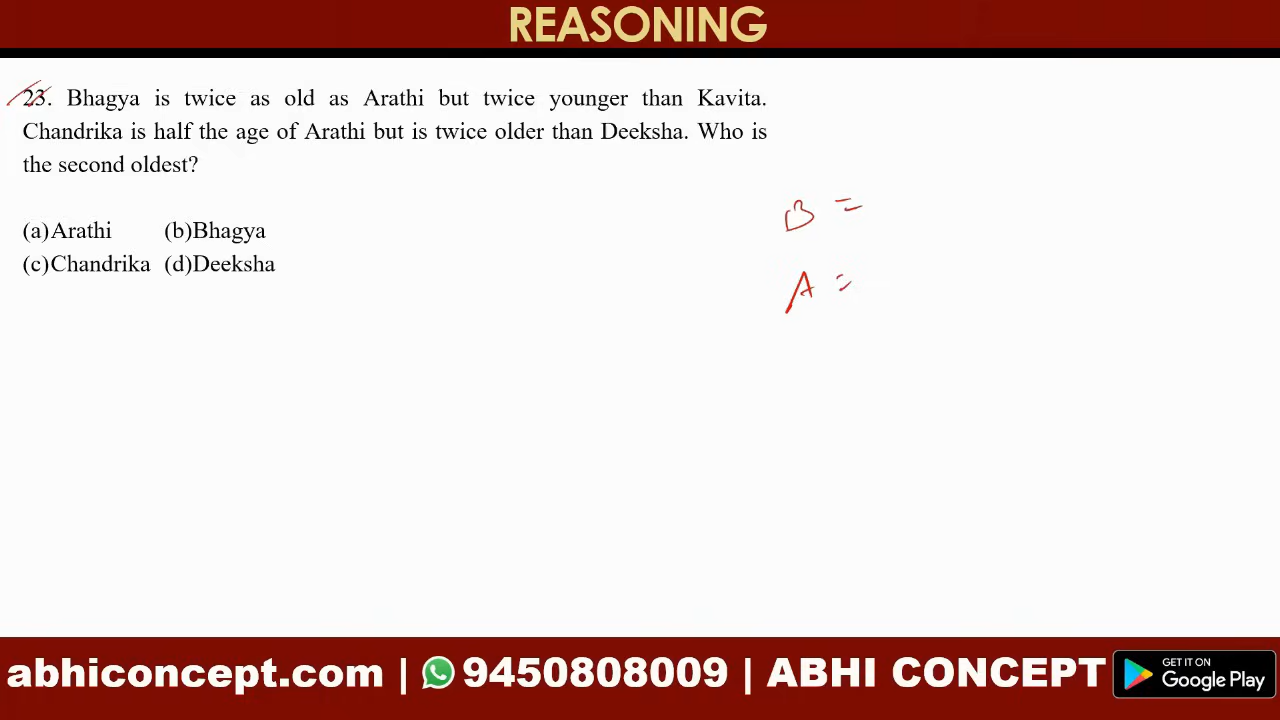 REASONING
23. Bhagya is twice as old as Arathi but twice younger than Kavita.
Chandrika is half the age of Arathi but is twice older than Deeksha. Who is
the second oldest?
B =
(a)Arathi (b)Bhagya
(c)Chandrika (d)Deeksha
A =
abhiconcept.com | 9450808009 | ABHI CONCEPT
GET IT ON
Google Play